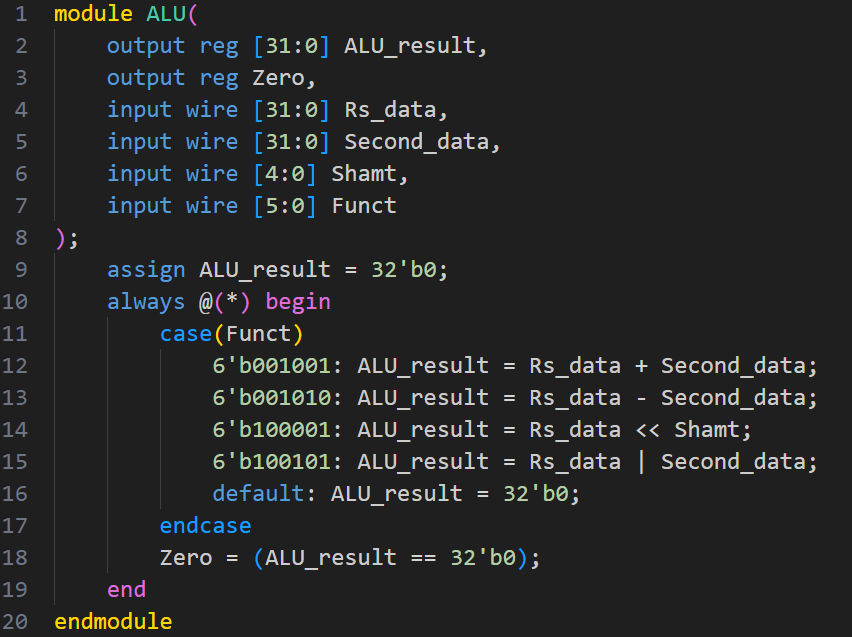 1 module ALU(
2     output reg [31:0] ALU_result,
3     output reg Zero,
4     input wire [31:0] Rs_data,
5     input wire [31:0] Second_data,
6     input wire [4:0] Shamt,
7     input wire [5:0] Funct
8 );
9     assign ALU_result = 32'b0;
10     always @(*) begin
11         case(Funct)
12             6'b001001: ALU_result = Rs_data + Second_data;
13             6'b001010: ALU_result = Rs_data - Second_data;
14             6'b100001: ALU_result = Rs_data << Shamt;
15             6'b100101: ALU_result = Rs_data | Second_data;
16             default: ALU_result = 32'b0;
17         endcase
18         Zero = (ALU_result == 32'b0);
19     end
20 endmodule